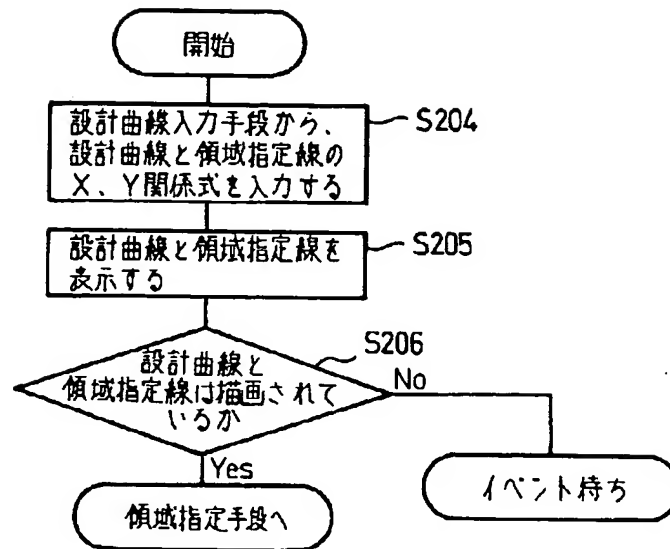 開始
設計曲線入力手段から、
設計曲線と領域指定線の
X、Y関係式を入力する
S204
設計曲線と領域指定線を
表示する
S205
設計曲線と
領域指定線は描画されて
いるか
S206
No
Yes
領域指定手段へ
イベント待ち